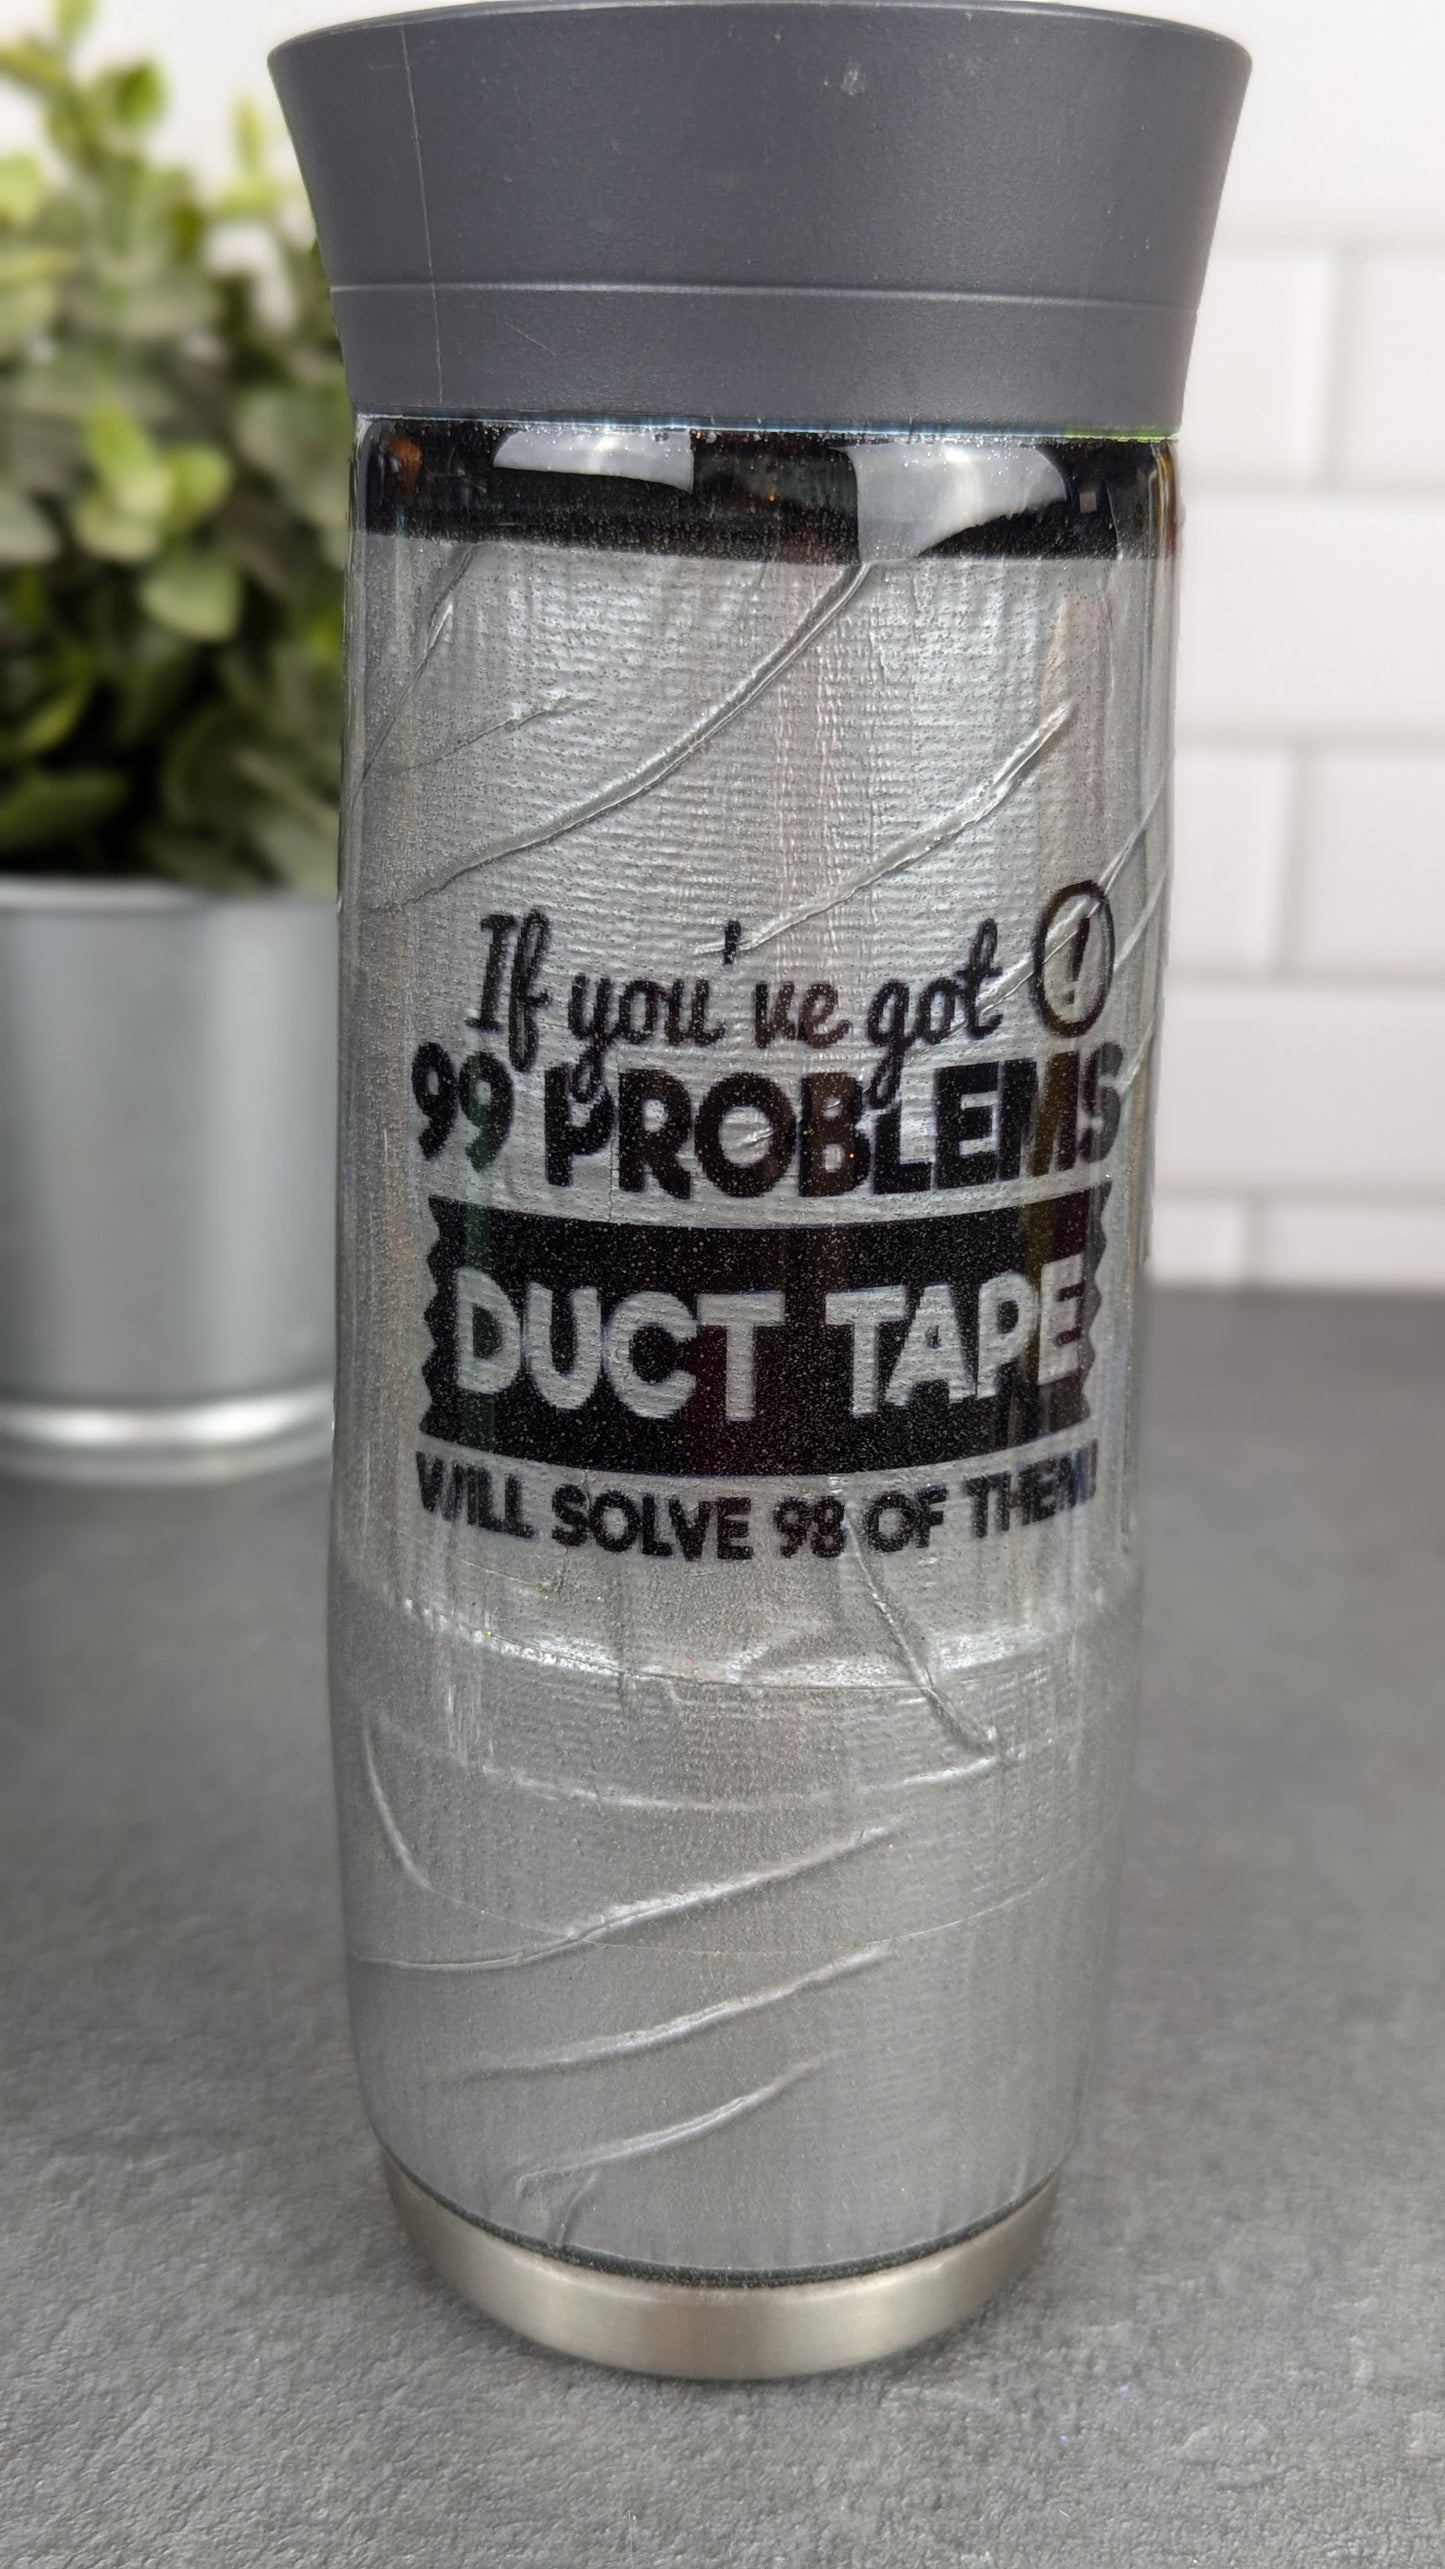 If you've got !
99 PROBLEMS
DUCT TAPE
WILL SOLVE 98 OF THEM!